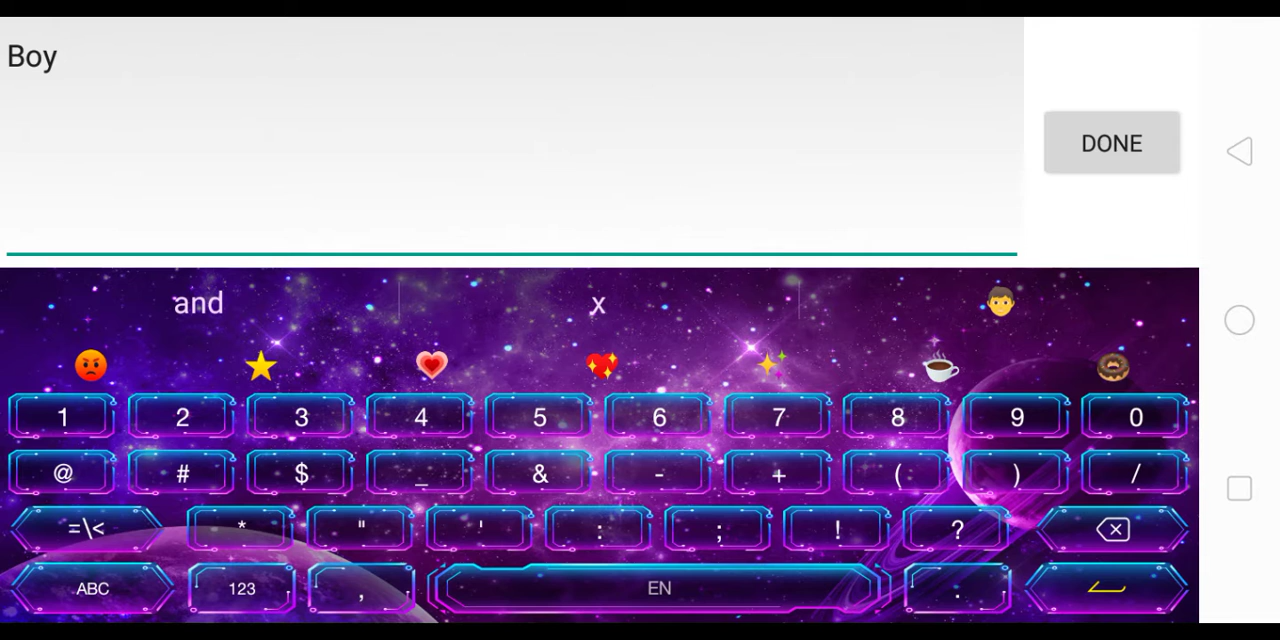 Boy
DONE
and x
1 2 3 4 5 6 7 8 9 0
@ # $ _ & - + ( ) /
=\< * " ' : ; ! ?
ABC 123 , EN .